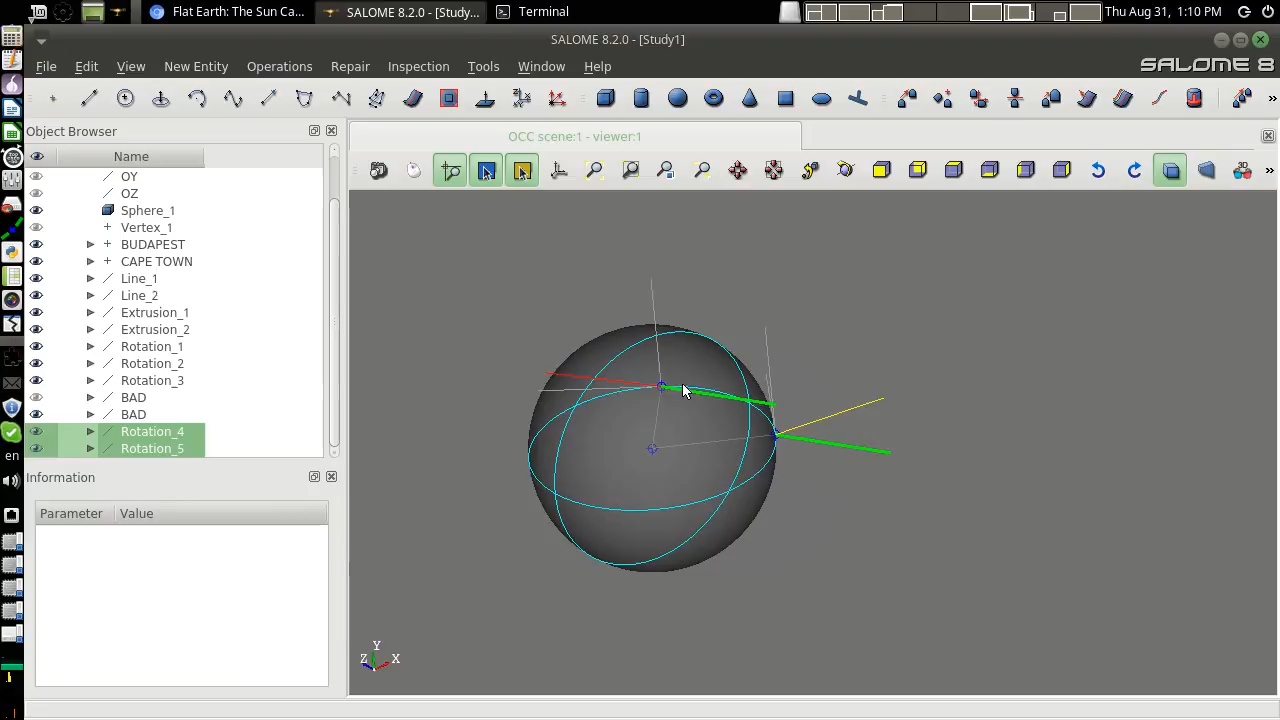 Flat Earth: The Sun Ca...
SALOME 8.2.0 - [Study...
Terminal
Thu Aug 31, 1:10 PM
SALOME 8.2.0 - [Study1]
File Edit View New Entity Operations Repair Inspection Tools Window Help
SALOME 8
Object Browser
OCC scene:1 - viewer:1
Name
OY
OZ
Sphere_1
Vertex_1
BUDAPEST
CAPE TOWN
Line_1
Line_2
Extrusion_1
Extrusion_2
Rotation_1
Rotation_2
Rotation_3
BAD
BAD
Rotation_4
Rotation_5
en
Information
Parameter Value
Y
Z X